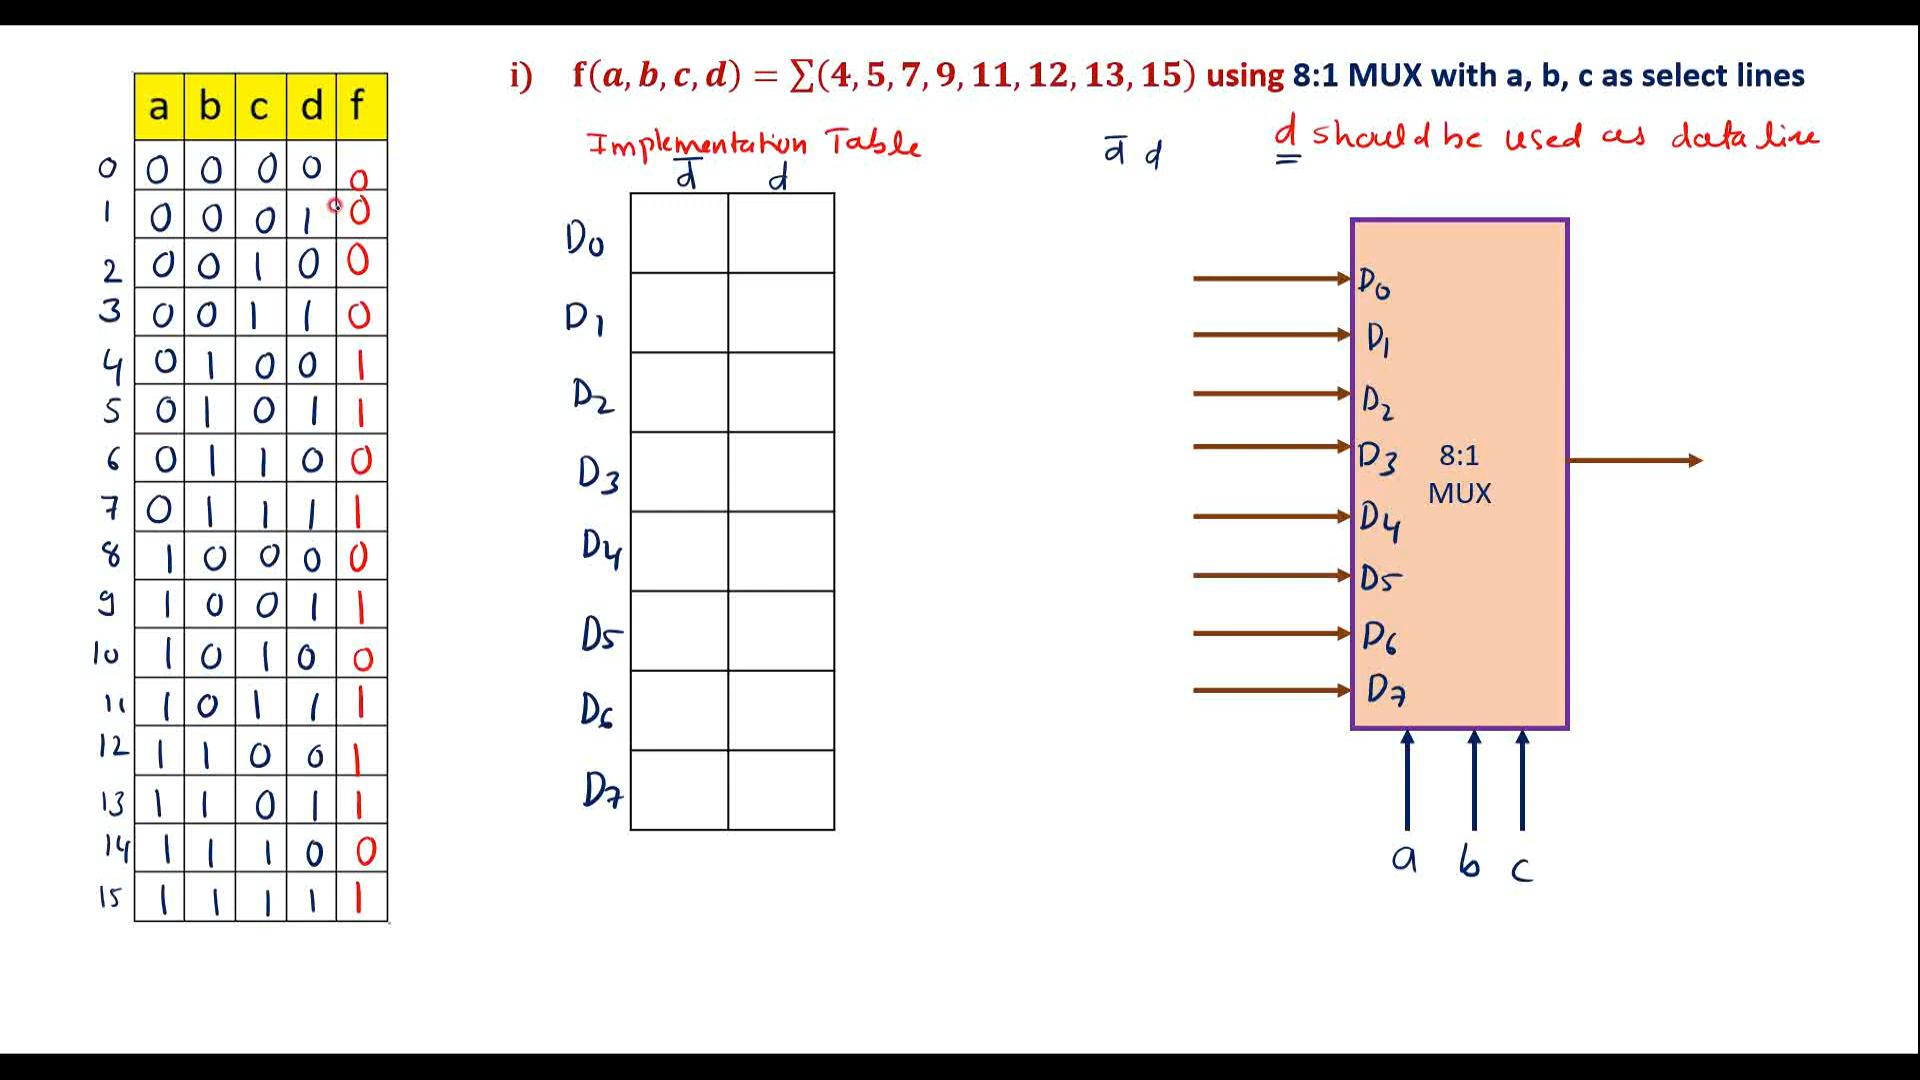 i) f(a, b, c, d) = ∑(4, 5, 7, 9, 11, 12, 13, 15) using 8:1 MUX with a, b, c as select lines
Implementation Table
d̅ d
d should be used as data line
a b c d f
0 0 0 0 0 0
1 0 0 0 1 0
2 0 0 1 0 0
3 0 0 1 1 0
4 0 1 0 0 1
5 0 1 0 1 1
6 0 1 1 0 0
7 0 1 1 1 1
8 1 0 0 0 0
9 1 0 0 1 1
10 1 0 1 0 0
11 1 0 1 1 1
12 1 1 0 0 1
13 1 1 0 1 1
14 1 1 1 0 0
15 1 1 1 1 1
d̅ d
D0
D1
D2
D3
D4
D5
D6
D7
D0
D1
D2
D3
D4
D5
D6
D7
8:1
MUX
a b c